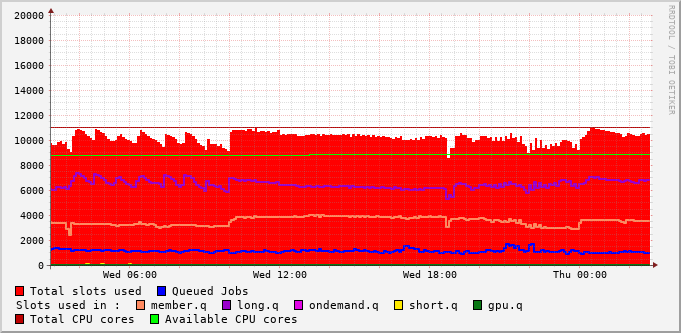 RRDTOOL / TOBI OETIKER
20000
18000
16000
14000
12000
10000
8000
6000
4000
2000
0
Wed 06:00 Wed 12:00 Wed 18:00 Thu 00:00
Total slots used Queued Jobs
Slots used in : member.q long.q ondemand.q short.q gpu.q
Total CPU cores Available CPU cores